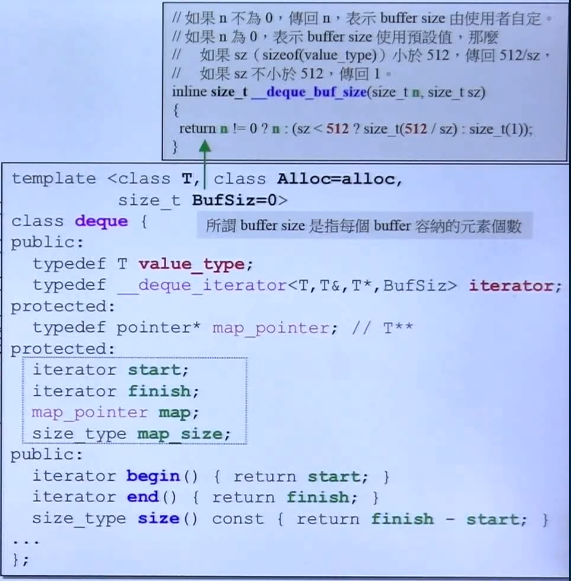 // 如果 n 不為 0，傳回 n，表示 buffer size 由使用者自定。
// 如果 n 為 0，表示 buffer size 使用預設值，那麼
//   如果 sz（sizeof(value_type)）小於 512，傳回 512/sz，
//   如果 sz 不小於 512，傳回 1。
inline size_t __deque_buf_size(size_t n, size_t sz)
{
  return n != 0 ? n : (sz < 512 ? size_t(512 / sz) : size_t(1));
}
template <class T, class Alloc=alloc,
          size_t BufSiz=0>
class deque {
所謂 buffer size 是指每個 buffer 容納的元素個數
public:
  typedef T value_type;
  typedef __deque_iterator<T,T&,T*,BufSiz> iterator;
protected:
  typedef pointer* map_pointer; // T**
protected:
  iterator start;
  iterator finish;
  map_pointer map;
  size_type map_size;
public:
  iterator begin() { return start; }
  iterator end() { return finish; }
  size_type size() const { return finish - start; }
...
};